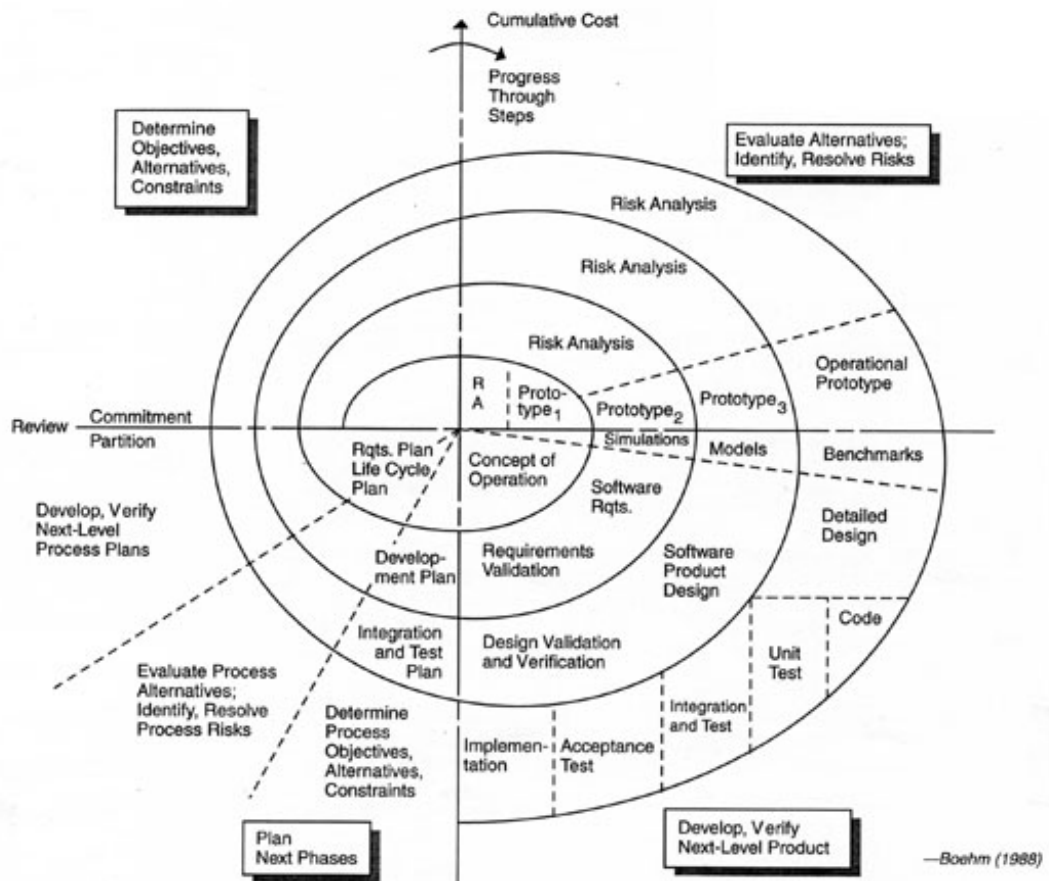 Cumulative Cost
Progress
Through
Steps
Determine
Objectives,
Alternatives,
Constraints
Evaluate Alternatives;
Identify, Resolve Risks
Risk Analysis
Risk Analysis
Risk Analysis
R
A
Proto-
type1
Prototype2
Prototype3
Operational
Prototype
Review
Commitment
Partition
Simulations
Models
Benchmarks
Rqts. Plan
Life Cycle
Plan
Concept of
Operation
Software
Rqts.
Detailed
Design
Develop, Verify
Next-Level
Process Plans
Develop-
ment Plan
Requirements
Validation
Software
Product
Design
Code
Unit
Test
Integration
and Test
Plan
Design Validation
and Verification
Evaluate Process
Alternatives;
Identify, Resolve
Process Risks
Determine
Process
Objectives,
Alternatives,
Constraints
Integration
and Test
Implemen-
tation
Acceptance
Test
Plan
Next Phases
Develop, Verify
Next-Level Product
—Boehm (1988)